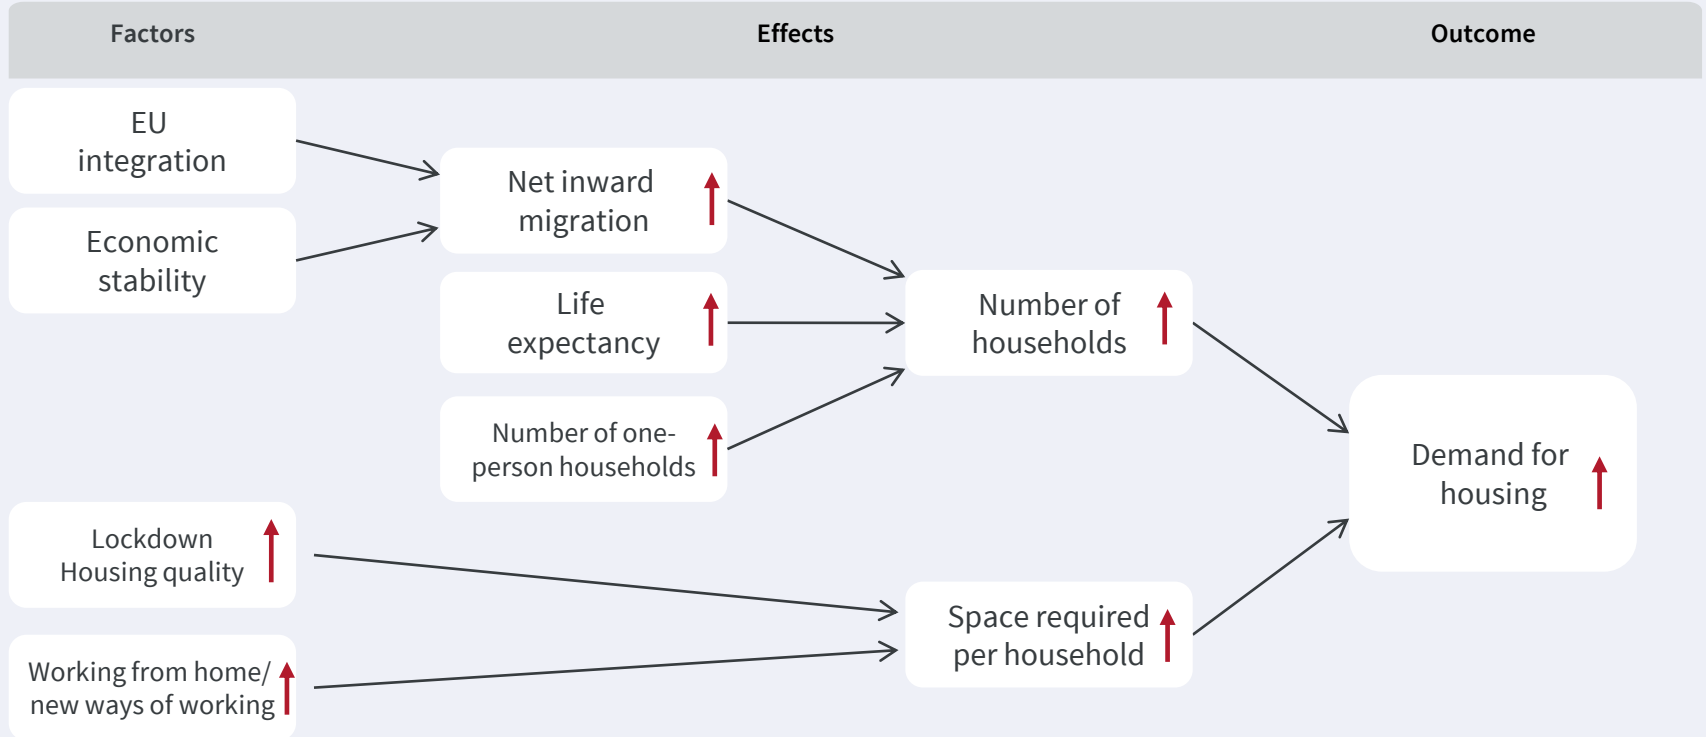 Factors
Effects
Outcome
EU
integration
Economic
stability
Net inward
migration
Life
expectancy
Number of one-
person households
Number of
households
Demand for
housing
Lockdown
Housing quality
Working from home/
new ways of working
Space required
per household